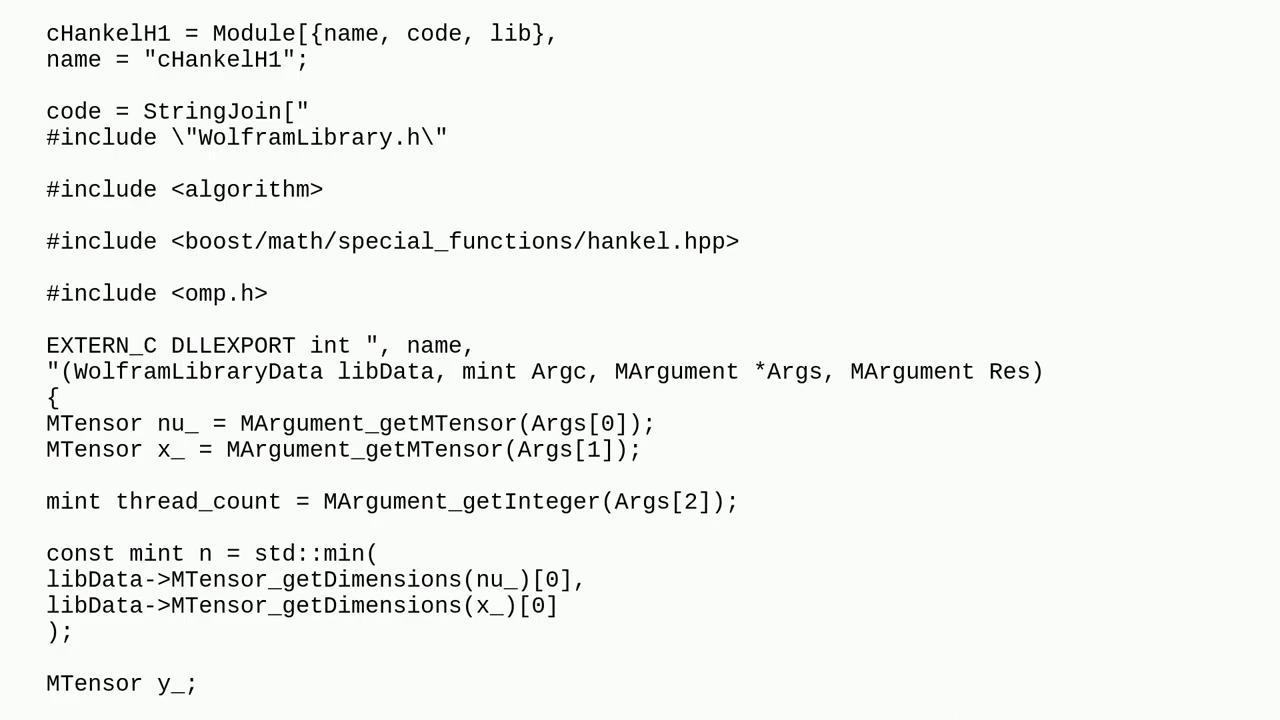 cHankelH1 = Module[{name, code, lib},
name = "cHankelH1";
code = StringJoin["
#include \"WolframLibrary.h\"
#include <algorithm>
#include <boost/math/special_functions/hankel.hpp>
#include <omp.h>
EXTERN_C DLLEXPORT int ", name,
"(WolframLibraryData libData, mint Argc, MArgument *Args, MArgument Res)
{
MTensor nu_ = MArgument_getMTensor(Args[0]);
MTensor x_ = MArgument_getMTensor(Args[1]);
mint thread_count = MArgument_getInteger(Args[2]);
const mint n = std::min(
libData->MTensor_getDimensions(nu_)[0],
libData->MTensor_getDimensions(x_)[0]
);
MTensor y_;